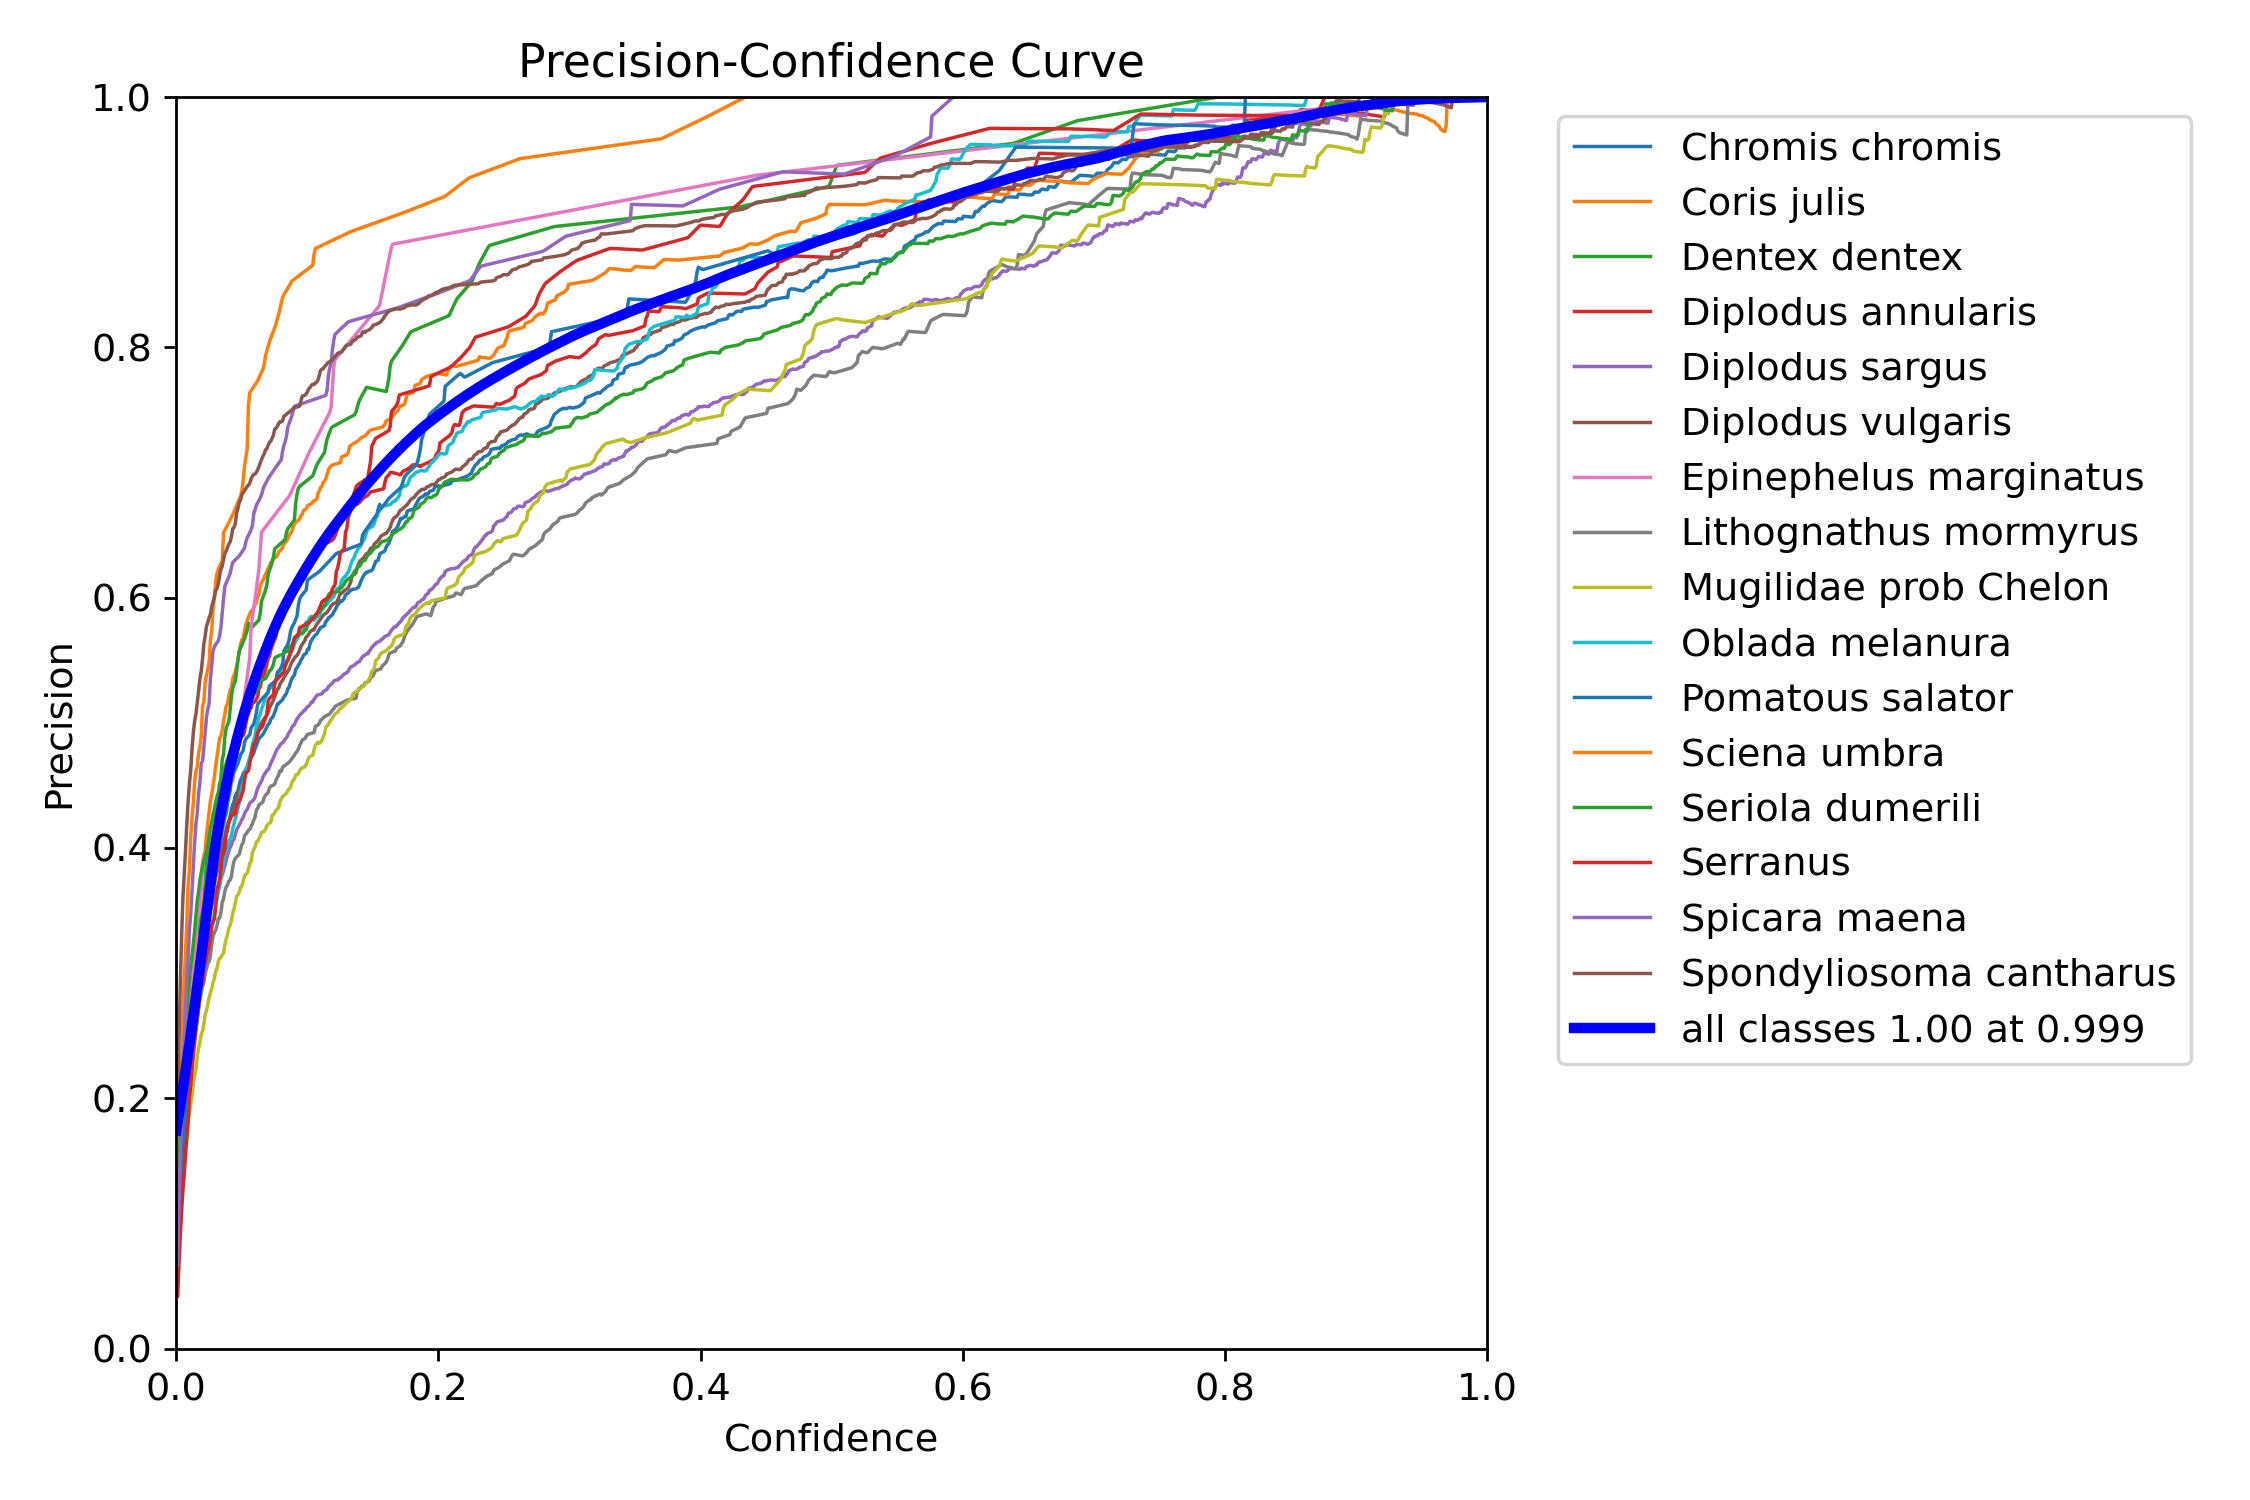 Precision-Confidence Curve
1.0
0.8
0.6
0.4
0.2
0.0
Precision
0.0 0.2 0.4 0.6 0.8 1.0
Confidence
Chromis chromis
Coris julis
Dentex dentex
Diplodus annularis
Diplodus sargus
Diplodus vulgaris
Epinephelus marginatus
Lithognathus mormyrus
Mugilidae prob Chelon
Oblada melanura
Pomatous salator
Sciena umbra
Seriola dumerili
Serranus
Spicara maena
Spondyliosoma cantharus
all classes 1.00 at 0.999